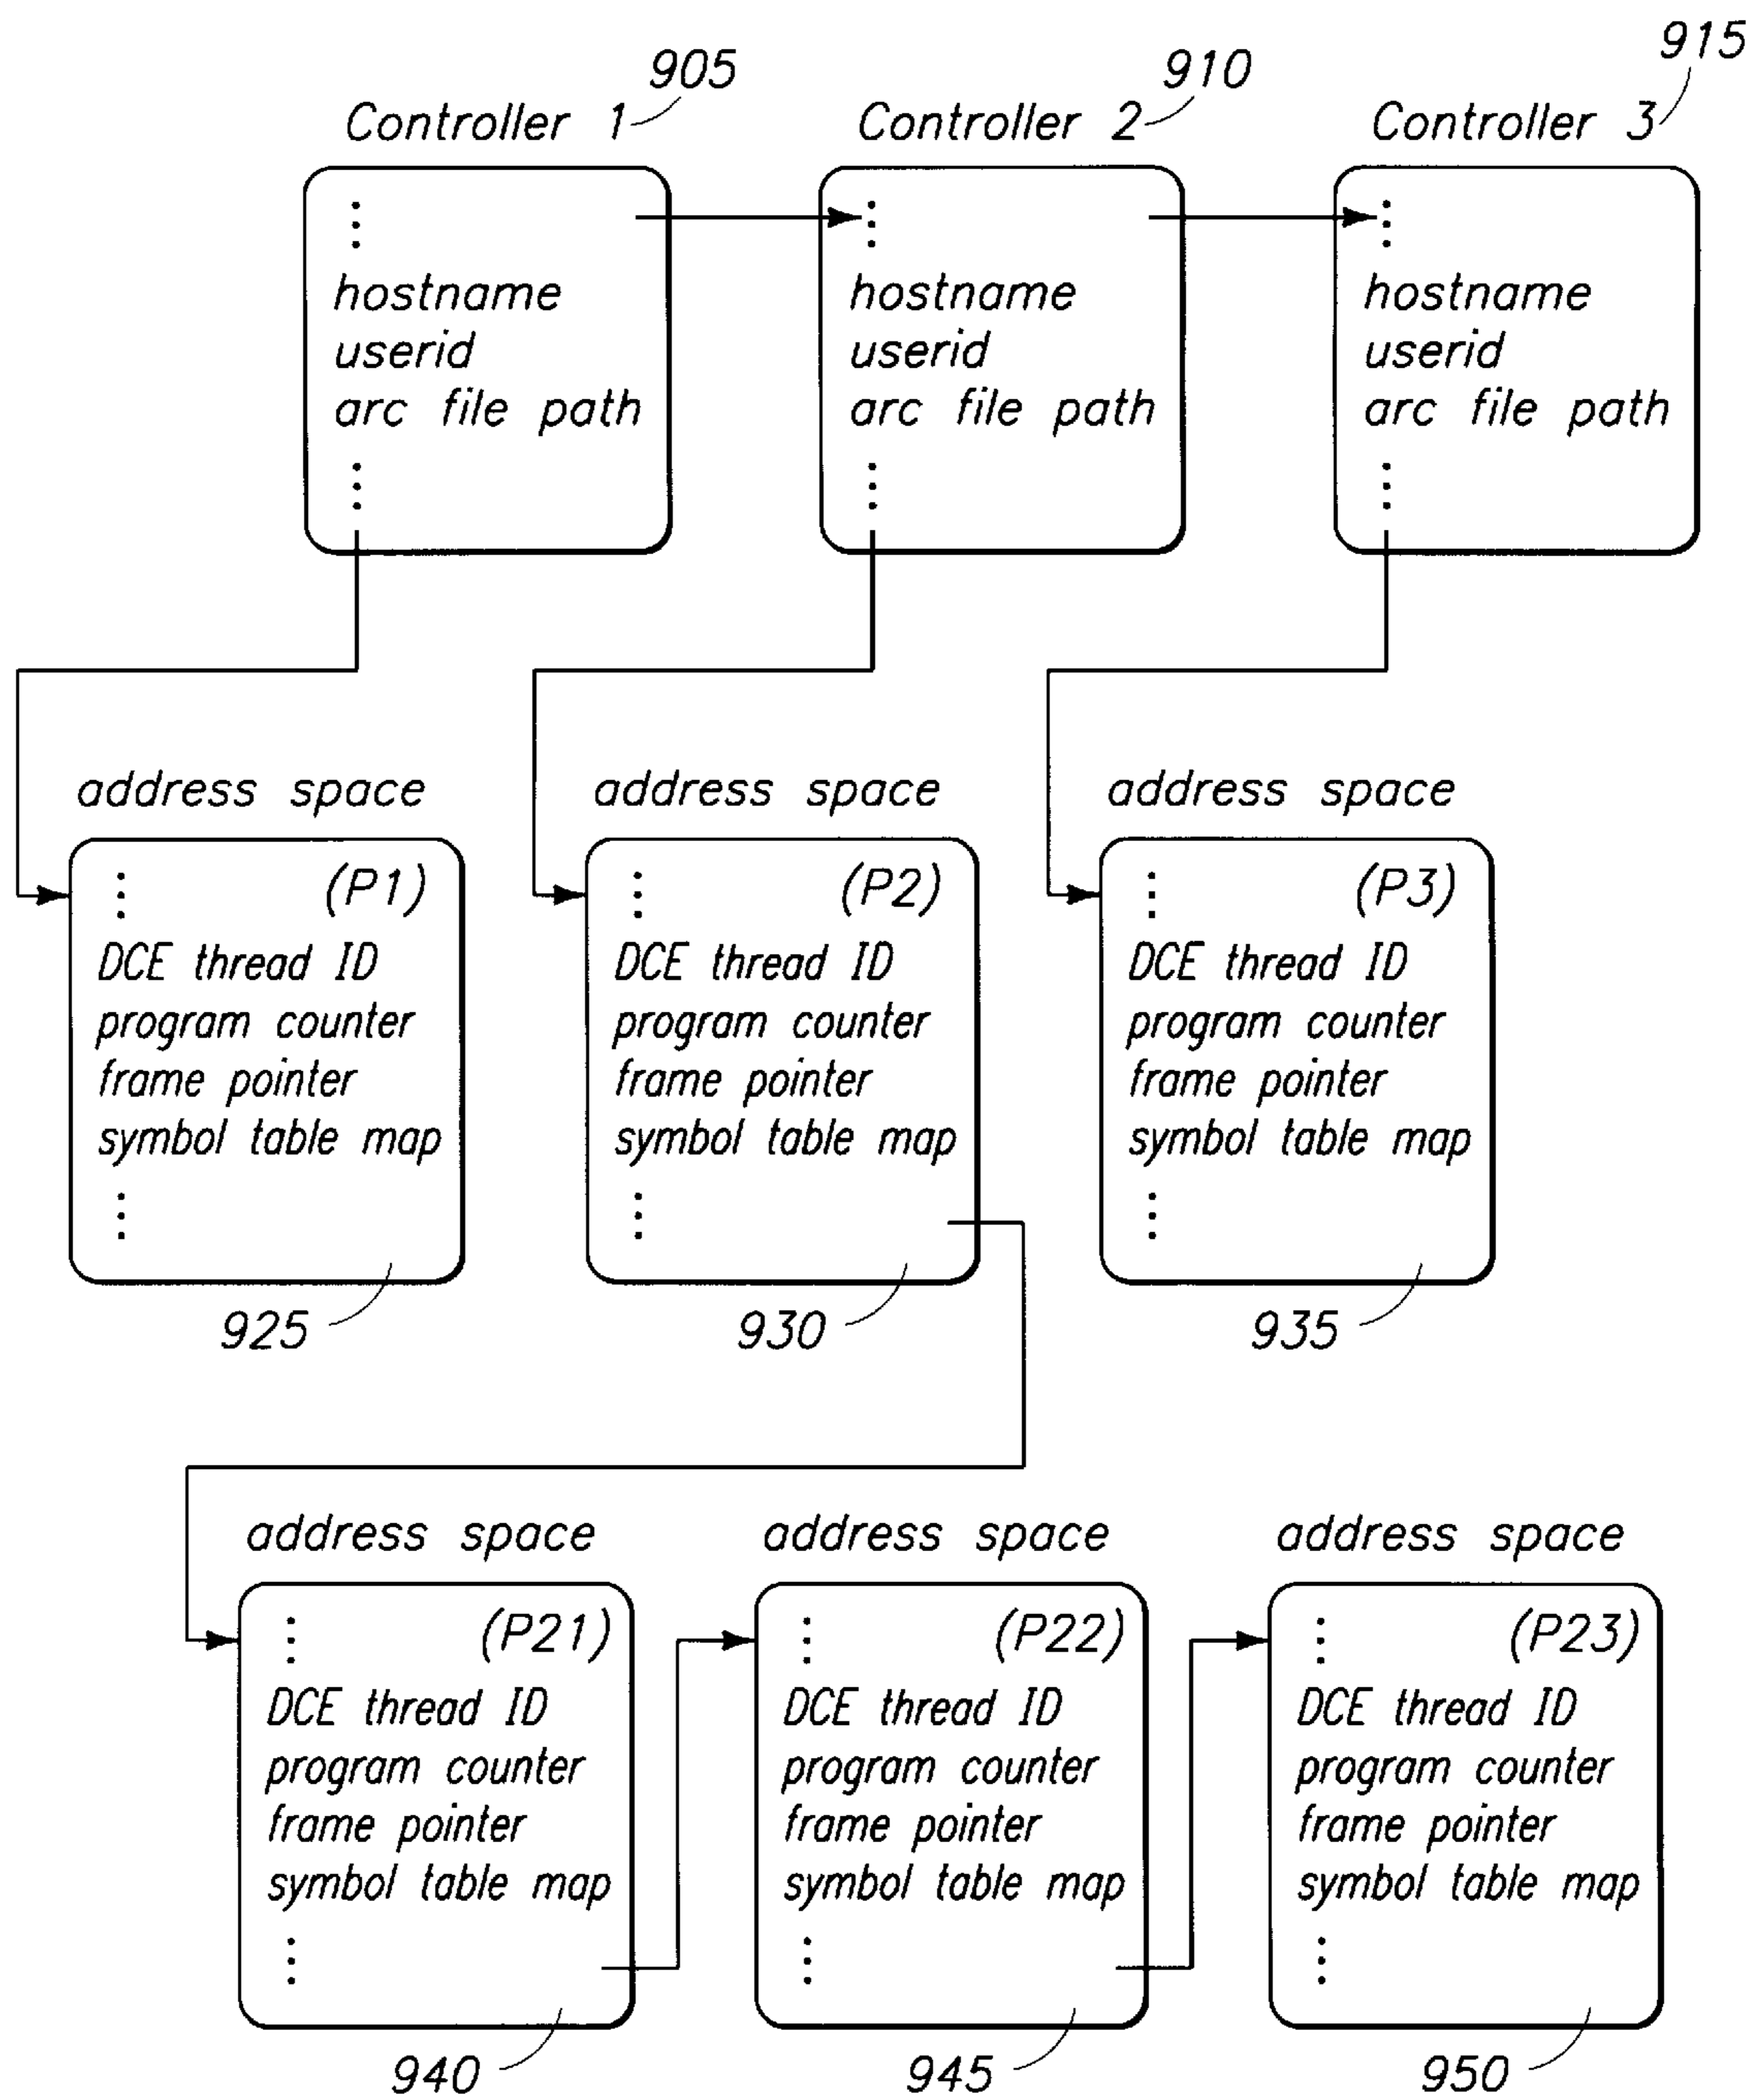 915
905
910
Controller 1
Controller 2
Controller 3
hostname
userid
arc file path
hostname
userid
arc file path
hostname
userid
arc file path
address space
address space
address space
(P1)
DCE thread ID
program counter
frame pointer
symbol table map
(P2)
DCE thread ID
program counter
frame pointer
symbol table map
(P3)
DCE thread ID
program counter
frame pointer
symbol table map
925
930
935
address space
address space
address space
(P21)
DCE thread ID
program counter
frame pointer
symbol table map
(P22)
DCE thread ID
program counter
frame pointer
symbol table map
(P23)
DCE thread ID
program counter
frame pointer
symbol table map
940
945
950